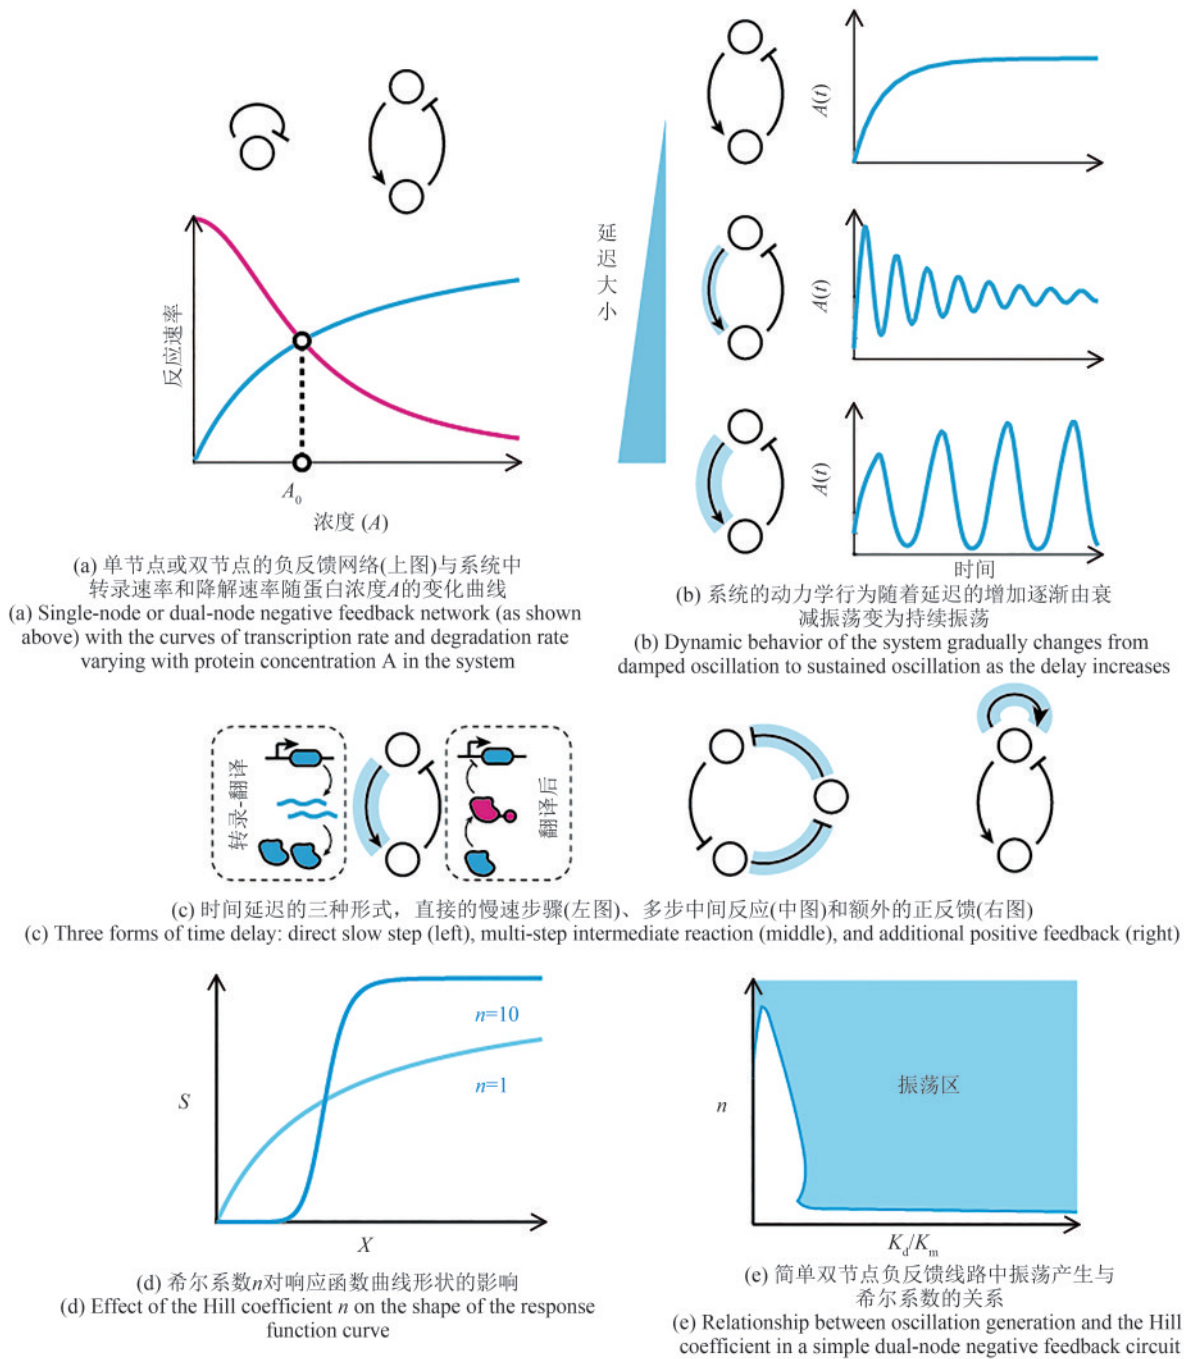 反应速率
A₀
浓度 (A)
(a) 单节点或双节点的负反馈网络(上图)与系统中
转录速率和降解速率随蛋白浓度A的变化曲线
(a) Single-node or dual-node negative feedback network (as shown
above) with the curves of transcription rate and degradation rate
varying with protein concentration A in the system
延迟大小
A(t)
A(t)
A(t)
时间
(b) 系统的动力学行为随着延迟的增加逐渐由衰
减振荡变为持续振荡
(b) Dynamic behavior of the system gradually changes from
damped oscillation to sustained oscillation as the delay increases
转录-翻译
翻译后
(c) 时间延迟的三种形式，直接的慢速步骤(左图)、多步中间反应(中图)和额外的正反馈(右图)
(c) Three forms of time delay: direct slow step (left), multi-step intermediate reaction (middle), and additional positive feedback (right)
S
n=10
n=1
X
(d) 希尔系数n对响应函数曲线形状的影响
(d) Effect of the Hill coefficient n on the shape of the response
function curve
n
振荡区
K_d/K_m
(e) 简单双节点负反馈线路中振荡产生与
希尔系数的关系
(e) Relationship between oscillation generation and the Hill
coefficient in a simple dual-node negative feedback circuit